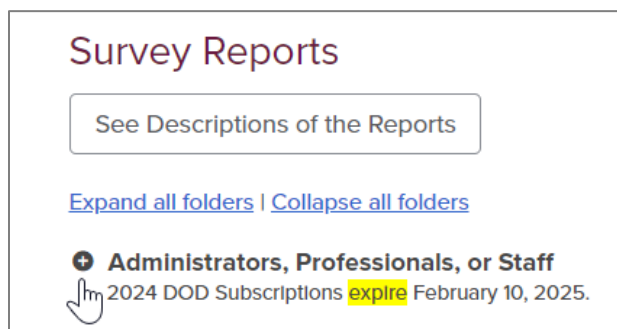 Survey Reports
See Descriptions of the Reports
Expand all folders | Collapse all folders
Administrators, Professionals, or Staff
2024 DOD Subscriptions expire February 10, 2025.